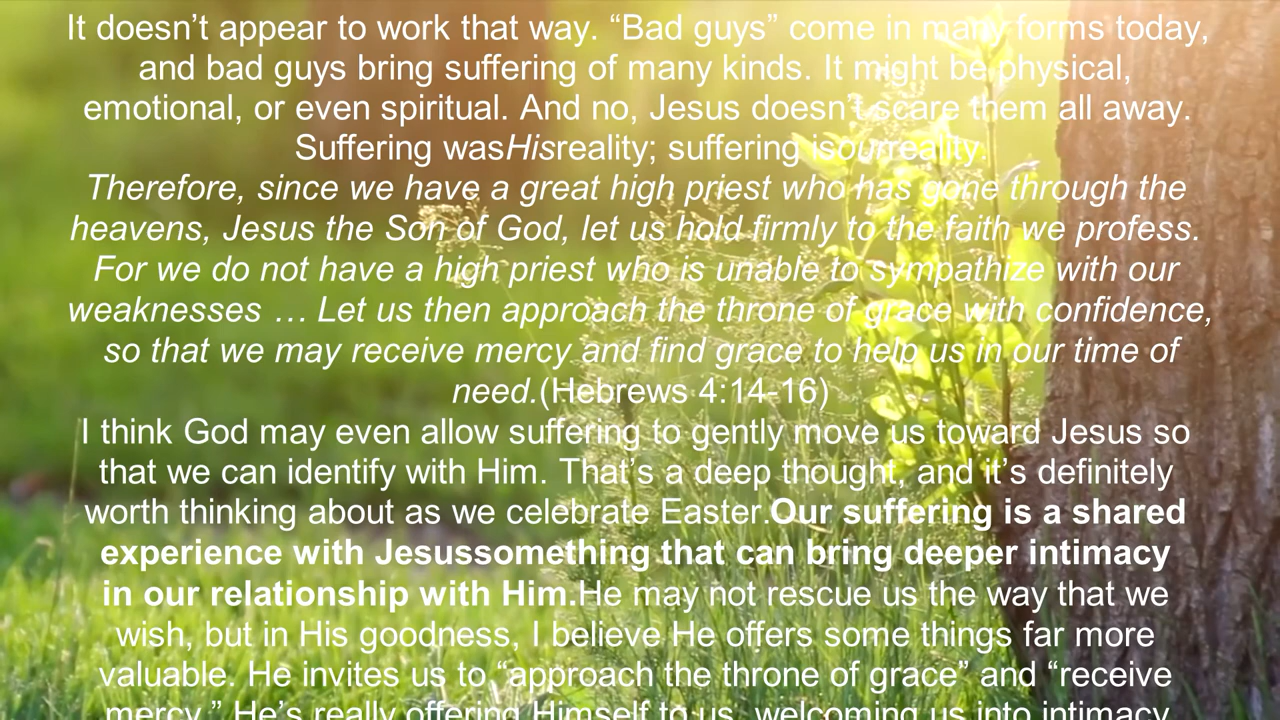 It doesn’t appear to work that way. “Bad guys” come in many forms today,
and bad guys bring suffering of many kinds. It might be physical,
emotional, or even spiritual. And no, Jesus doesn’t scare them all away.
Suffering wasHisreality; suffering isourreality.
Therefore, since we have a great high priest who has gone through the
heavens, Jesus the Son of God, let us hold firmly to the faith we profess.
For we do not have a high priest who is unable to sympathize with our
weaknesses … Let us then approach the throne of grace with confidence,
so that we may receive mercy and find grace to help us in our time of
need.(Hebrews 4:14-16)
I think God may even allow suffering to gently move us toward Jesus so
that we can identify with Him. That’s a deep thought, and it’s definitely
worth thinking about as we celebrate Easter.Our suffering is a shared
experience with Jesussomething that can bring deeper intimacy
in our relationship with Him.He may not rescue us the way that we
wish, but in His goodness, I believe He offers some things far more
valuable. He invites us to “approach the throne of grace” and “receive
mercy.” He’s really offering Himself to us, welcoming us into intimacy